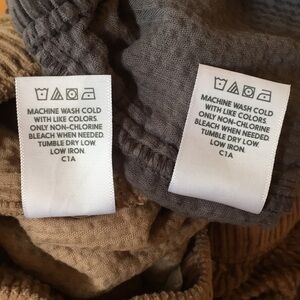 MACHINE WASH COLD
WITH LIKE COLORS.
ONLY NON-CHLORINE
BLEACH WHEN NEEDED.
TUMBLE DRY LOW.
LOW IRON.
C1A
MACHINE WASH COLD
WITH LIKE COLORS.
ONLY NON-CHLORINE
BLEACH WHEN NEEDED.
TUMBLE DRY LOW.
LOW IRON.
C1A